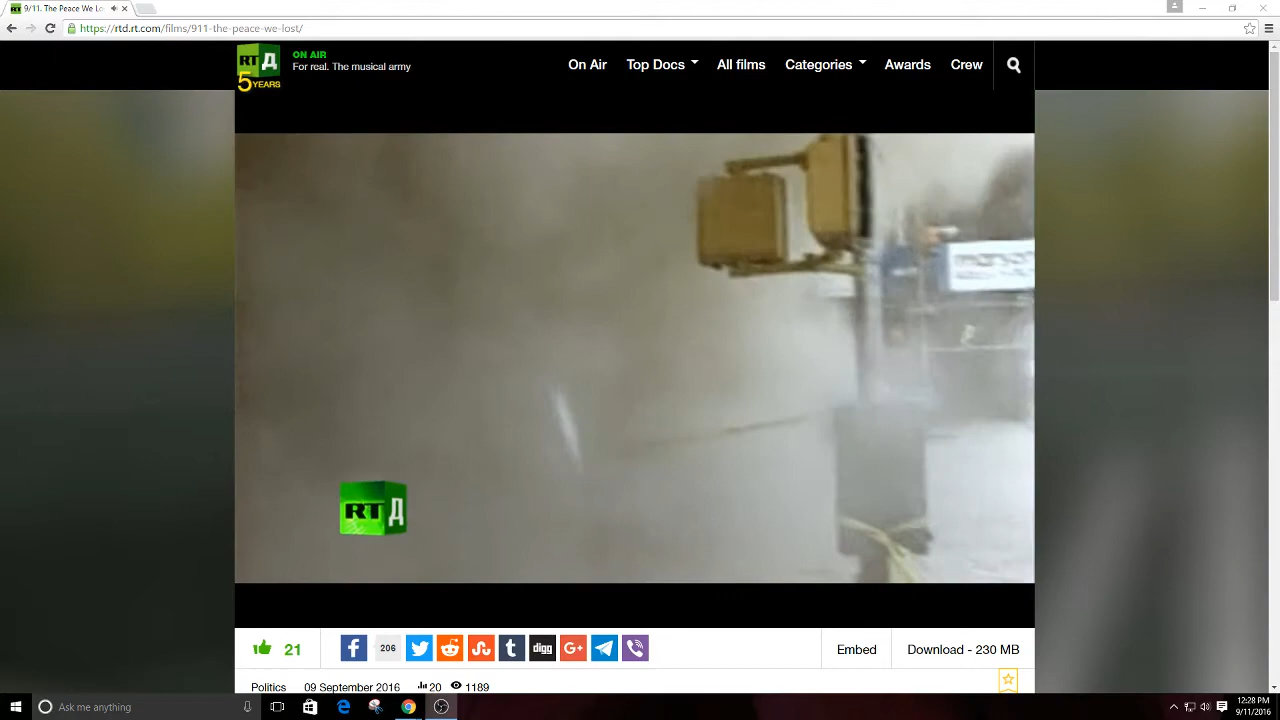 9/11. The Peace We Lo
https://rtd.rt.com/films/911-the-peace-we-lost/
RT Д
5 YEARS
ON AIR
For real. The musical army
On Air
Top Docs
All films
Categories
Awards
Crew
RT Д
21
f
206
t
digg
G+
Embed
Download - 230 MB
Politics
09 September 2016
20
1189
Ask me anything
12:28 PM
9/11/2016